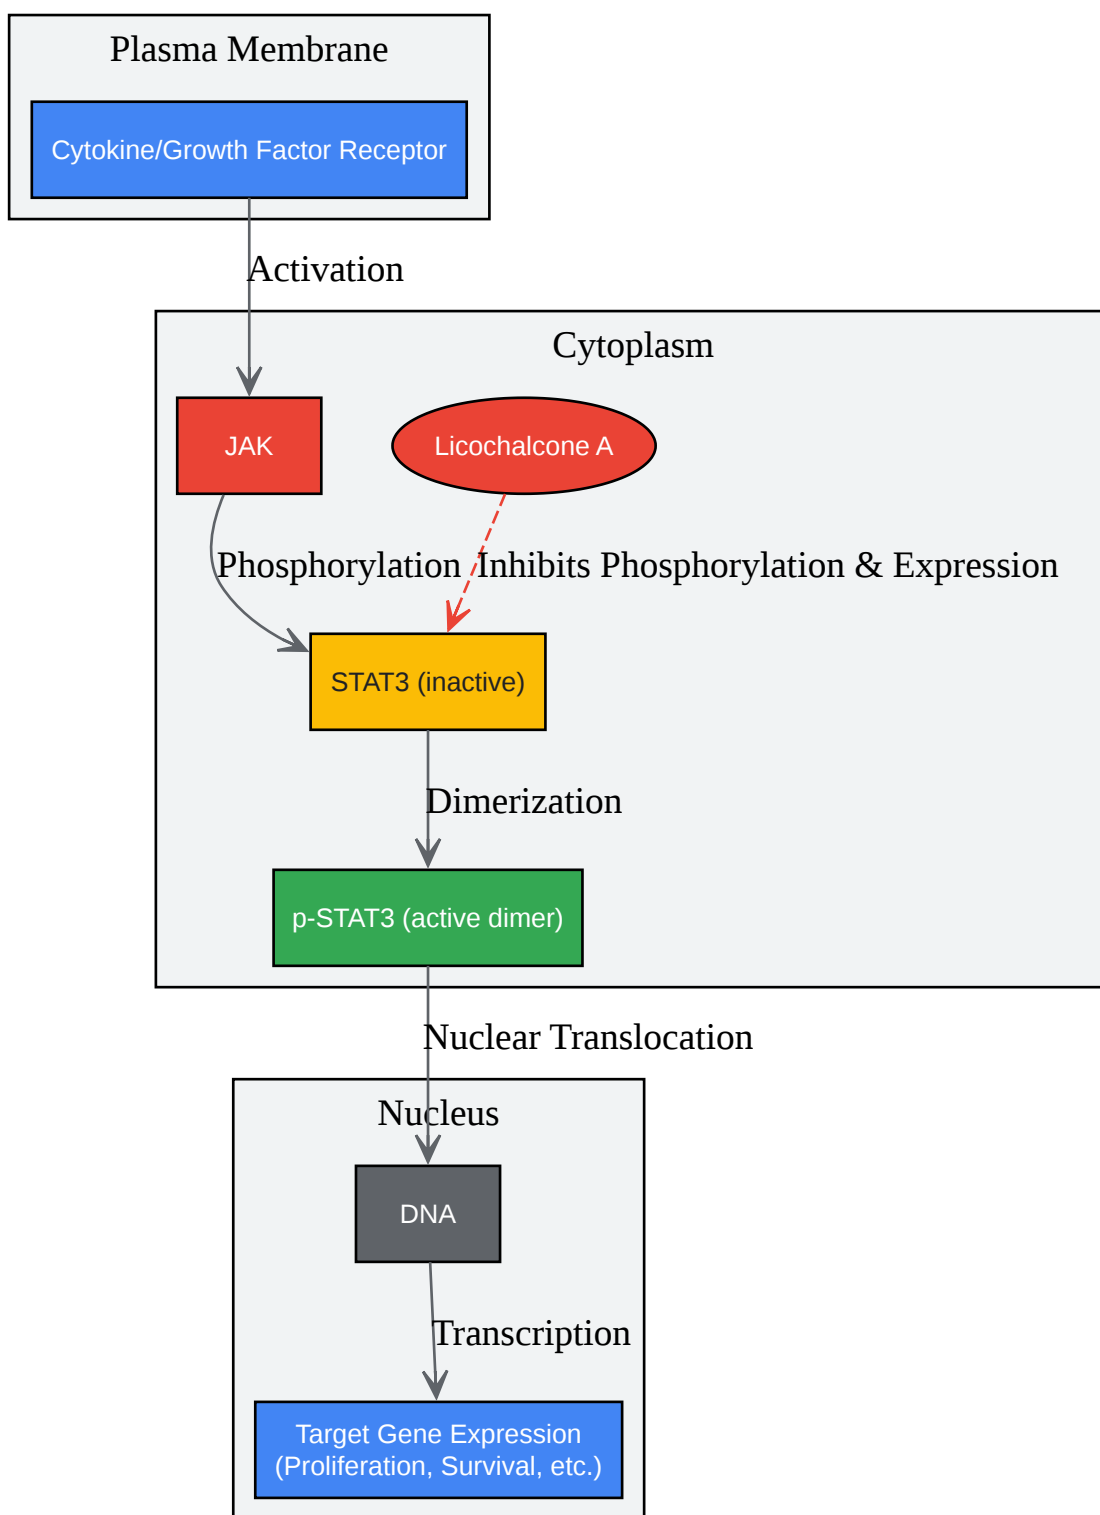 Plasma Membrane
Cytokine/Growth Factor Receptor
Activation
Cytoplasm
JAK
Licochalcone A
Phosphorylation
Inhibits Phosphorylation & Expression
STAT3 (inactive)
Dimerization
p-STAT3 (active dimer)
Nuclear Translocation
Nucleus
DNA
Transcription
Target Gene Expression
(Proliferation, Survival, etc.)